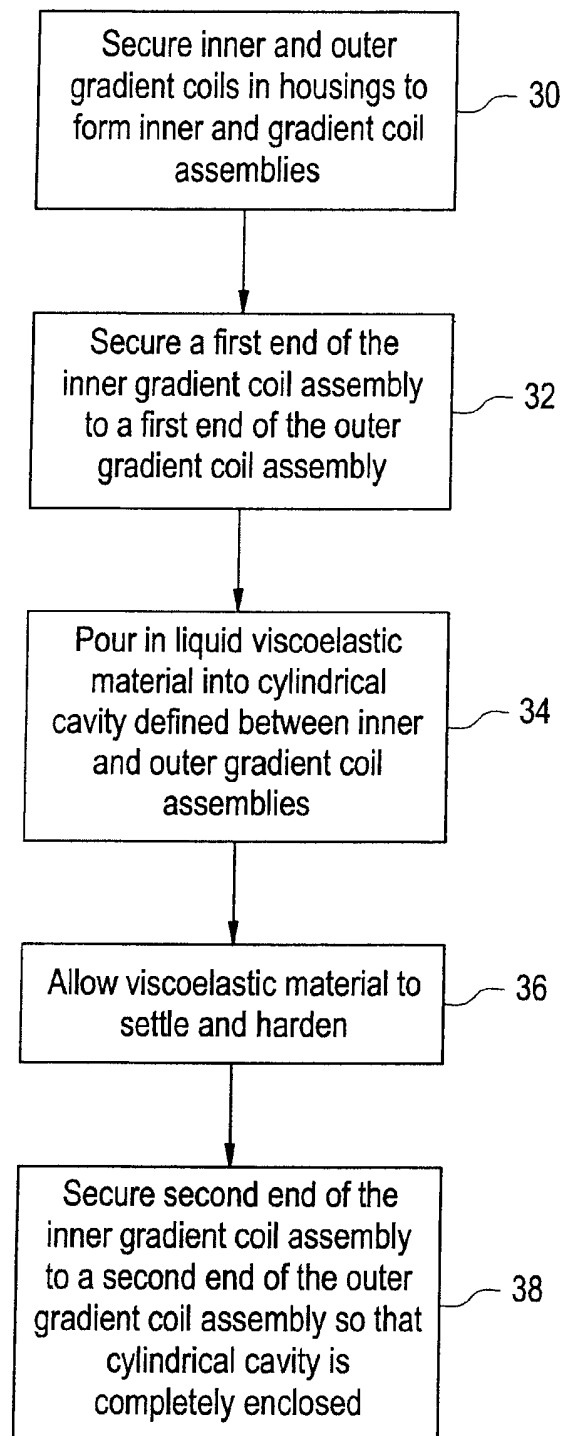 Secure inner and outer
gradient coils in housings to
form inner and gradient coil
assemblies
30
Secure a first end of the
inner gradient coil assembly
to a first end of the outer
gradient coil assembly
32
Pour in liquid viscoelastic
material into cylindrical
cavity defined between inner
and outer gradient coil
assemblies
34
Allow viscoelastic material to
settle and harden
36
Secure second end of the
inner gradient coil assembly
to a second end of the outer
gradient coil assembly so that
cylindrical cavity is
completely enclosed
38